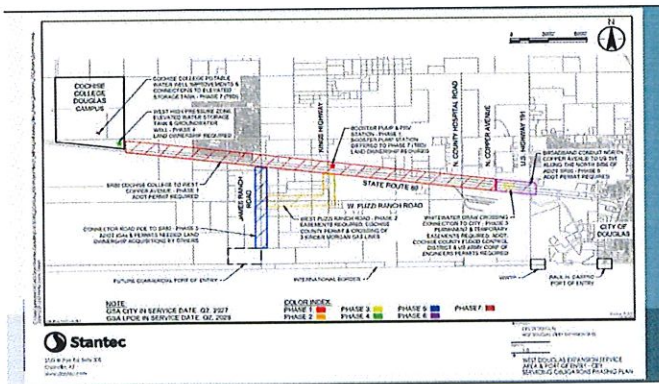 N
COCHISE
COLLEGE
DOUGLAS
CAMPUS
COCHISE COLLEGE POTABLE
WATER WELL IMPROVEMENTS &
CONNECTIONS TO ELEVATED
STORAGE TANK - PHASE 7 (TBD)
WEST HIGH PRESSURE ZONE
ELEVATED WATER STORAGE
TANK & GROUNDWATER
WELL - PHASE 4
LAND OWNERSHIP REQUIRED
KINGS HIGHWAY
BOOSTER PUMP & PRV
STATION - PHASE 1
BOOSTER PLANT STATION
DEFERRED TO PHASE 7 (TBD)
LAND OWNERSHIP REQUIRED
N. COUNTY HOSPITAL ROAD
N. COPPER AVENUE
U.S. HIGHWAY 191
BROADBAND CONDUIT NORTH
COPPER AVENUE TO US 191
ALONG THE NORTH SIDE OF
ADOT SR80 - PHASE 6
ADOT PERMIT REQUIRED
SR80 COCHISE COLLEGE TO WEST
COPPER AVENUE - PHASE 1
ADOT PERMIT REQUIRED
JAMES RANCH
ROAD
STATE ROUTE 80
W. PUZZI RANCH ROAD
CONNECTOR ROAD POE TO SR80 - PHASE 5
ADOT GSA & PERMITS NEEDED LAND
OWNERSHIP ACQUISITIONS BY OTHERS
WEST PUZZI RANCH ROAD - PHASE 2
EASEMENTS REQUIRED, COCHISE
COUNTY PERMIT & CROSSING OF
3 KINDER MORGAN GAS LINES
WHITEWATER DRAW CROSSING
CONNECTION TO CITY - PHASE 3
PERMANENT & TEMPORARY
EASEMENTS REQUIRED, ADOT,
COCHISE COUNTY FLOOD CONTROL
DISTRICT & US ARMY CORP OF
ENGINEERS PERMITS REQUIRED
CITY OF
DOUGLAS
FUTURE COMMERCIAL PORT OF ENTRY
INTERNATIONAL BORDER
WWTP
RAUL H. CASTRO
PORT OF ENTRY
NOTE
GSA CITY IN SERVICE DATE: Q2, 2027
GSA LPOE IN SERVICE DATE: Q2, 2028
COLOR INDEX
PHASE 1
PHASE 2
PHASE 3
PHASE 4
PHASE 5
PHASE 6
PHASE 7
Stantec
www.stantec.com
WEST DOUGLAS EXPANSION SERVICE
AREA & PORT OF ENTRY - CITY
SERVICING OBLIGATIONS PHASING PLAN